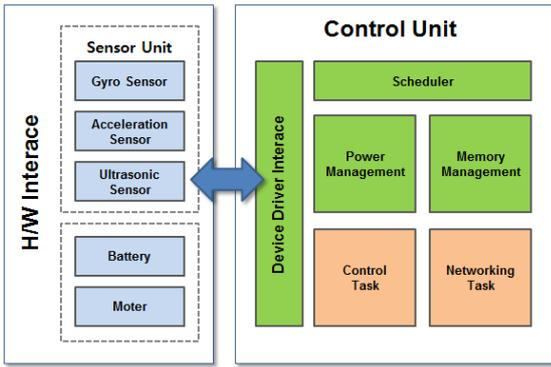 H/W Interace
Sensor Unit
Gyro Sensor
Acceleration
Sensor
Ultrasonic
Sensor
Battery
Moter
Control Unit
Device Driver Interace
Scheduler
Power
Management
Memory
Management
Control
Task
Networking
Task